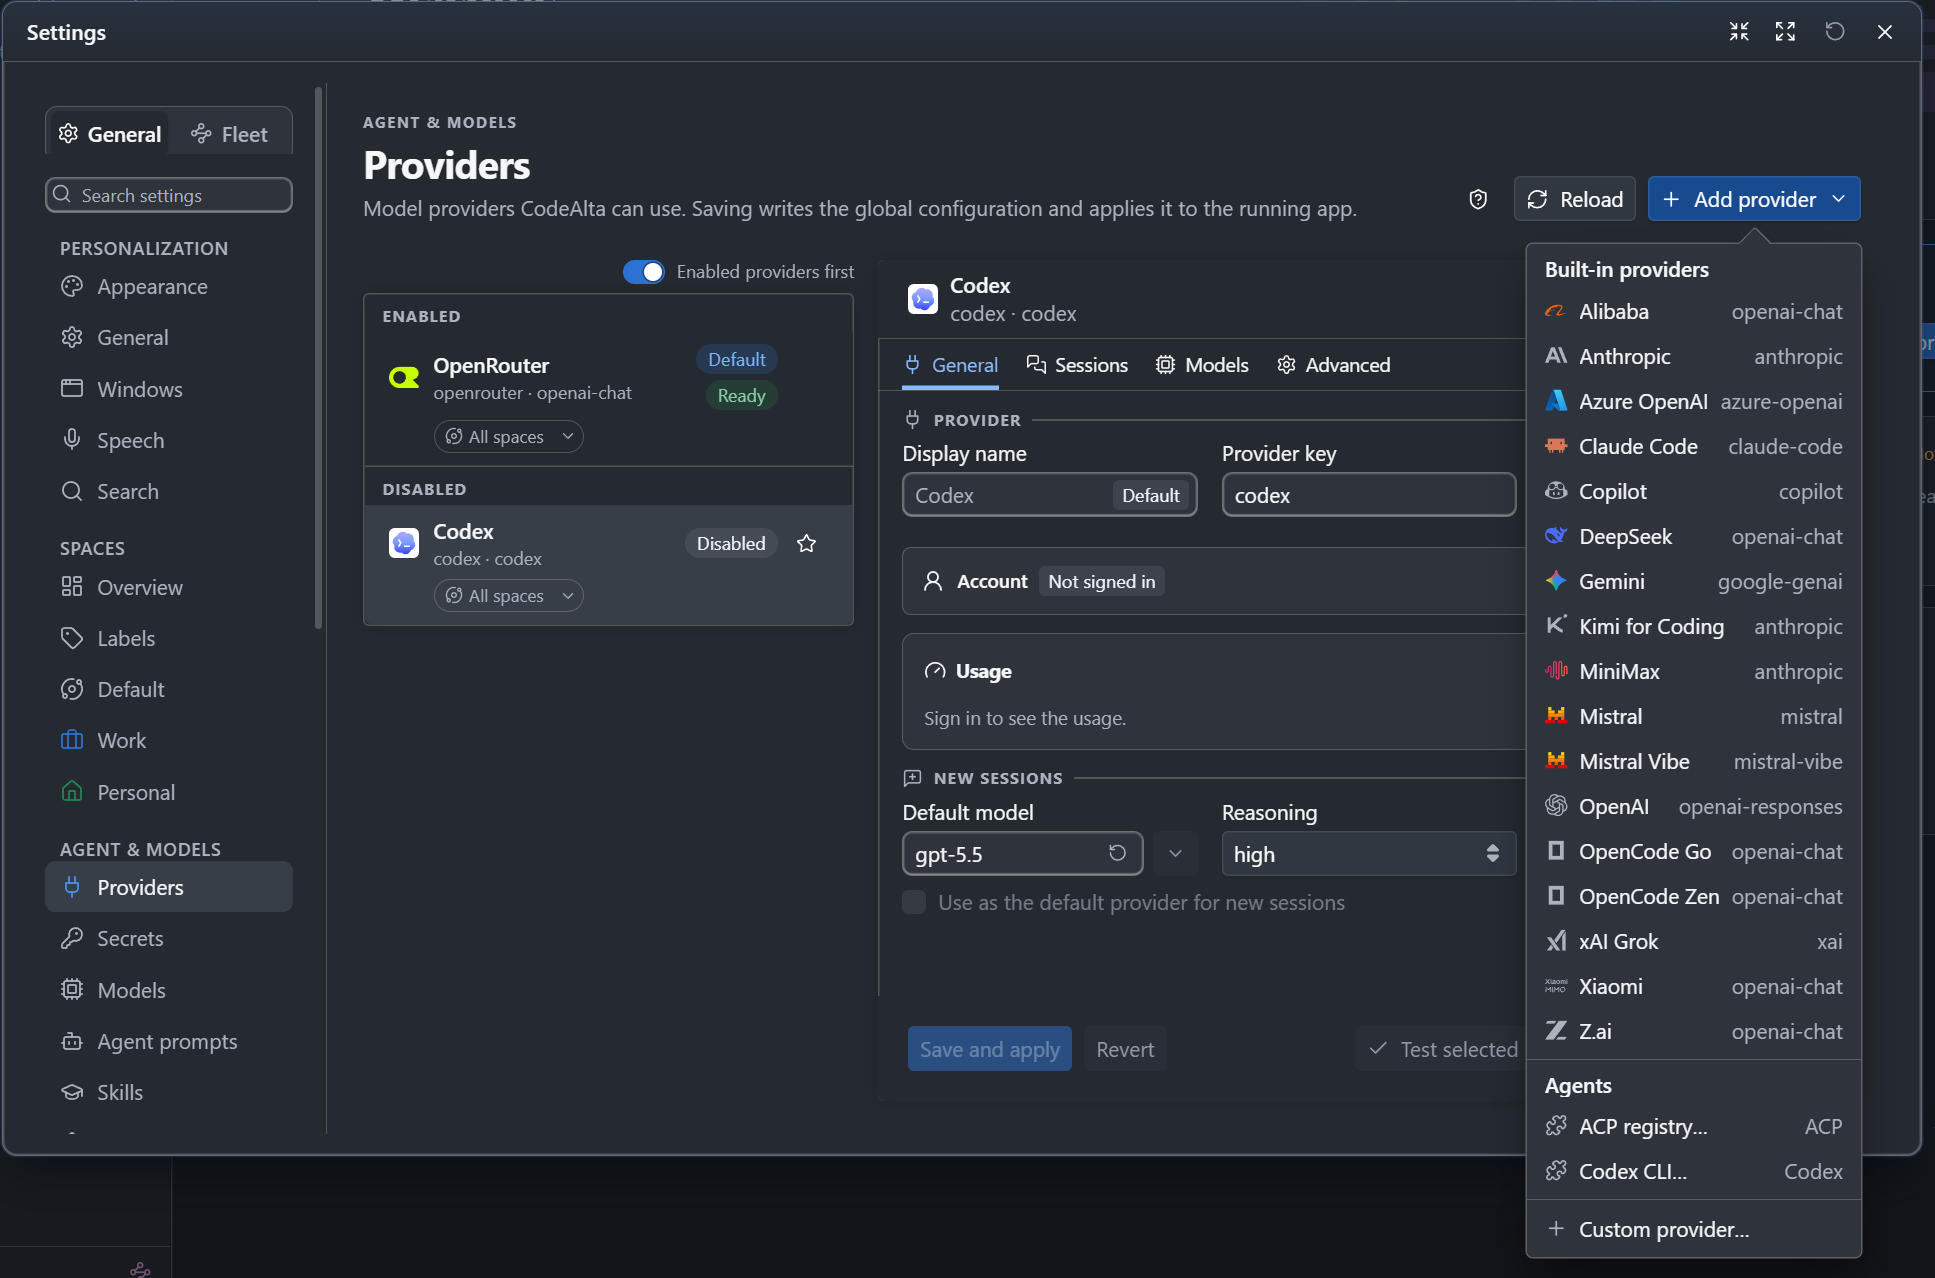 Settings
General
Fleet
Search settings
PERSONALIZATION
Appearance
General
Windows
Speech
Search
SPACES
Overview
Labels
Default
Work
Personal
AGENT & MODELS
Providers
Secrets
Models
Agent prompts
Skills
AGENT & MODELS
Providers
Model providers CodeAlta can use. Saving writes the global configuration and applies it to the running app.
Reload
Add provider
Enabled providers first
ENABLED
OpenRouter
openrouter · openai-chat
Default
Ready
All spaces
DISABLED
Codex
codex · codex
Disabled
All spaces
Codex
codex · codex
General
Sessions
Models
Advanced
PROVIDER
Display name
Provider key
Codex
Default
codex
Account
Not signed in
Usage
Sign in to see the usage.
NEW SESSIONS
Default model
Reasoning
gpt-5.5
high
Use as the default provider for new sessions
Save and apply
Revert
Test selected
Built-in providers
Alibaba openai-chat
Anthropic anthropic
Azure OpenAI azure-openai
Claude Code claude-code
Copilot copilot
DeepSeek openai-chat
Gemini google-genai
Kimi for Coding anthropic
MiniMax anthropic
Mistral mistral
Mistral Vibe mistral-vibe
OpenAI openai-responses
OpenCode Go openai-chat
OpenCode Zen openai-chat
xAI Grok xai
Xiaomi openai-chat
Z.ai openai-chat
Agents
ACP registry... ACP
Codex CLI... Codex
Custom provider...